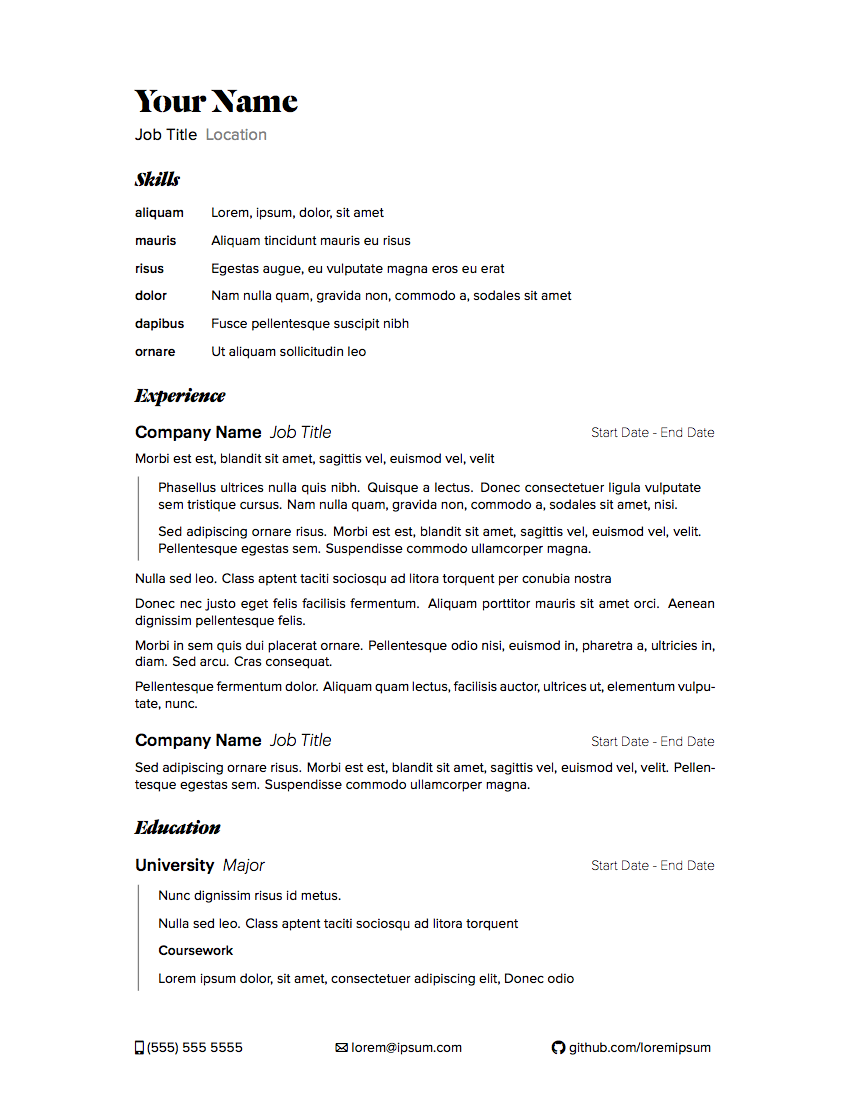 Your Name
Job Title Location
Skills
aliquam Lorem, ipsum, dolor, sit amet
mauris Aliquam tincidunt mauris eu risus
risus Egestas augue, eu vulputate magna eros eu erat
dolor Nam nulla quam, gravida non, commodo a, sodales sit amet
dapibus Fusce pellentesque suscipit nibh
ornare Ut aliquam sollicitudin leo
Experience
Company Name Job Title Start Date - End Date
Morbi est est, blandit sit amet, sagittis vel, euismod vel, velit
Phasellus ultrices nulla quis nibh. Quisque a lectus. Donec consectetuer ligula vulputate
sem tristique cursus. Nam nulla quam, gravida non, commodo a, sodales sit amet, nisi.
Sed adipiscing ornare risus. Morbi est est, blandit sit amet, sagittis vel, euismod vel, velit.
Pellentesque egestas sem. Suspendisse commodo ullamcorper magna.
Nulla sed leo. Class aptent taciti sociosqu ad litora torquent per conubia nostra
Donec nec justo eget felis facilisis fermentum. Aliquam porttitor mauris sit amet orci. Aenean
dignissim pellentesque felis.
Morbi in sem quis dui placerat ornare. Pellentesque odio nisi, euismod in, pharetra a, ultricies in,
diam. Sed arcu. Cras consequat.
Pellentesque fermentum dolor. Aliquam quam lectus, facilisis auctor, ultrices ut, elementum vulpu-
tate, nunc.
Company Name Job Title Start Date - End Date
Sed adipiscing ornare risus. Morbi est est, blandit sit amet, sagittis vel, euismod vel, velit. Pellen-
tesque egestas sem. Suspendisse commodo ullamcorper magna.
Education
University Major Start Date - End Date
Nunc dignissim risus id metus.
Nulla sed leo. Class aptent taciti sociosqu ad litora torquent
Coursework
Lorem ipsum dolor, sit amet, consectetuer adipiscing elit, Donec odio
(555) 555 5555 lorem@ipsum.com github.com/loremipsum